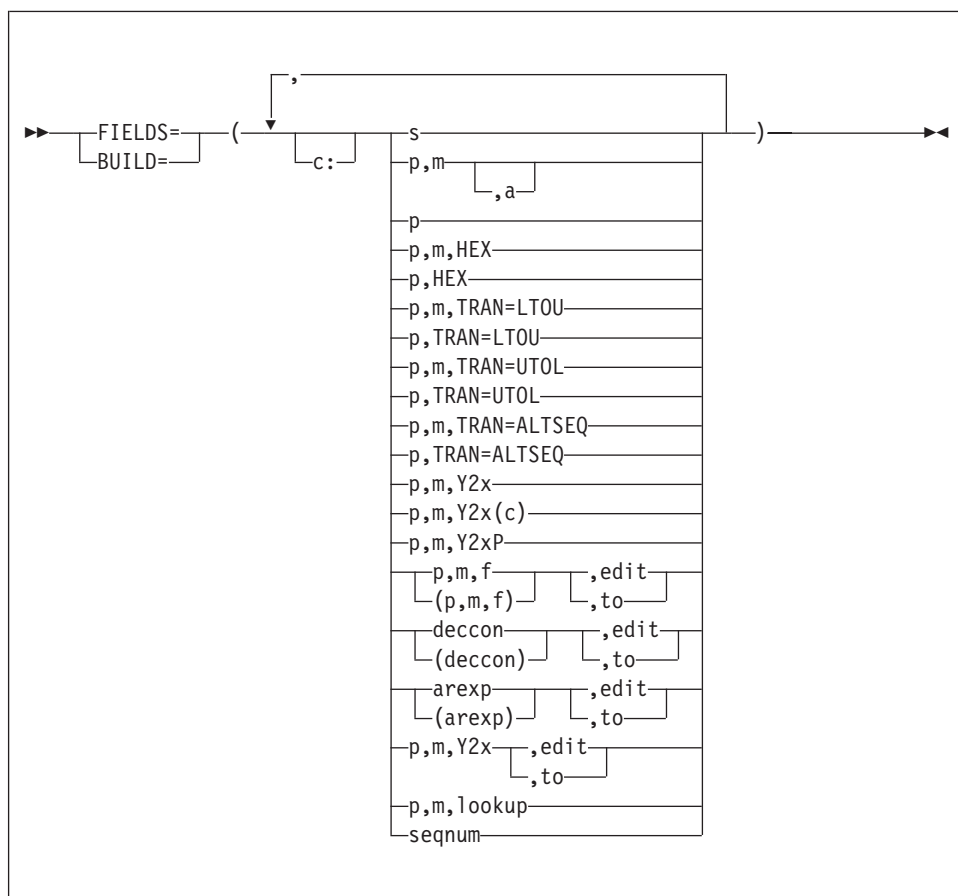 ,
FIELDS= ( s )
BUILD= c: p,m
,a
p
p,m,HEX
p,HEX
p,m,TRAN=LTOU
p,TRAN=LTOU
p,m,TRAN=UTOL
p,TRAN=UTOL
p,m,TRAN=ALTSEQ
p,TRAN=ALTSEQ
p,m,Y2x
p,m,Y2x(c)
p,m,Y2xP
p,m,f ,edit
(p,m,f) ,to
deccon ,edit
(deccon) ,to
arexp ,edit
(arexp) ,to
p,m,Y2x ,edit
,to
p,m,lookup
seqnum